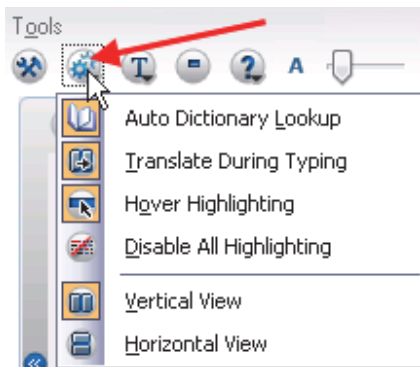 Tools
T - ? A
Auto Dictionary Lookup
Translate During Typing
Hover Highlighting
Disable All Highlighting
Vertical View
Horizontal View